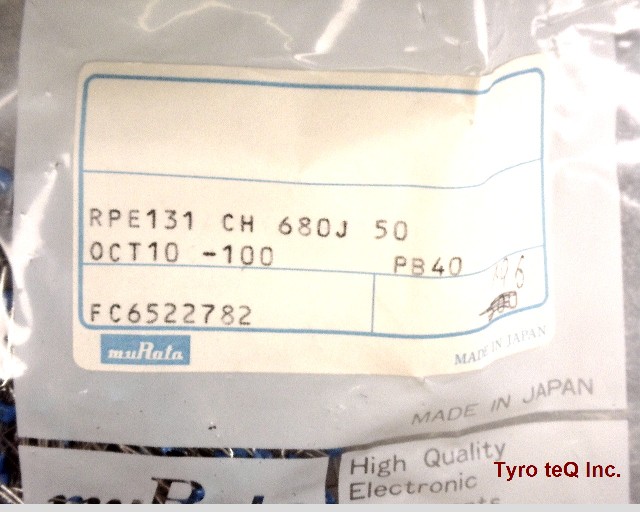 RPE131 CH 680J 50
OCT10 -100 PB40
FC6522782
muRata
MADE IN JAPAN
MADE IN JAPAN
High Quality
Electronic
Tyro teQ Inc.